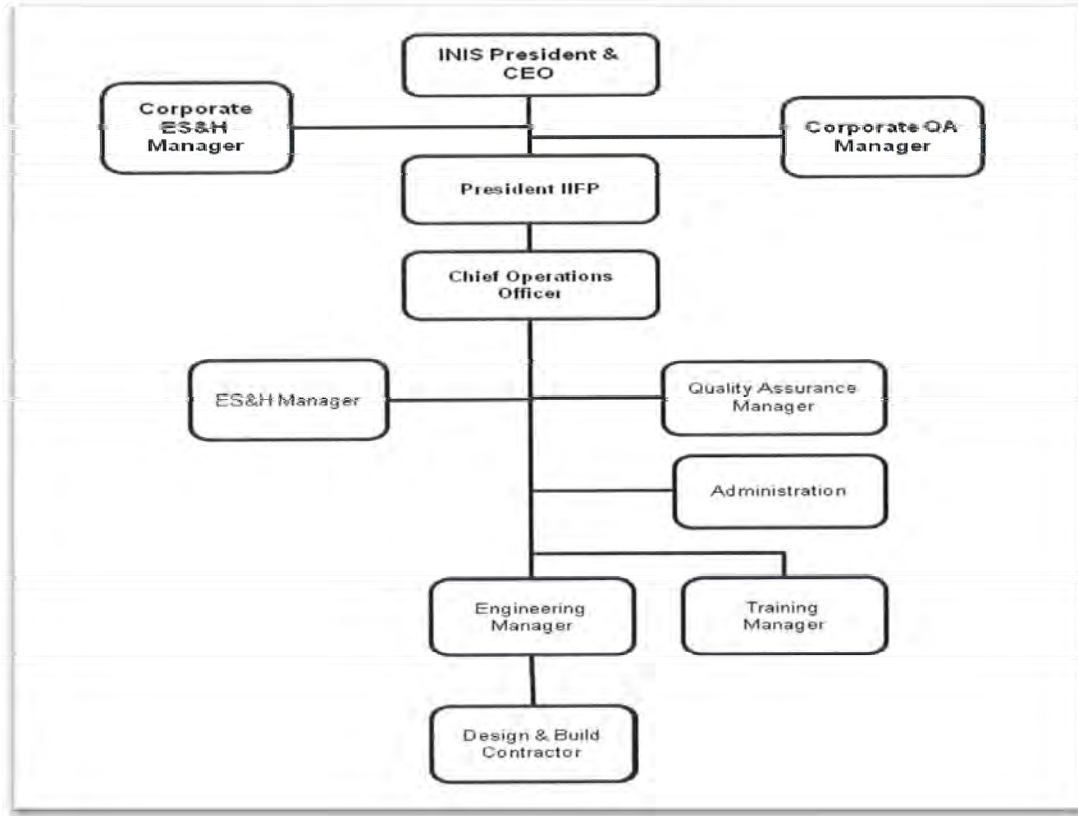 INIS President &
CEO
Corporate
ES&H
Manager
Corporate QA
Manager
President IIFP
Chief Operations
Officer
ES&H Manager
Quality Assurance
Manager
Administration
Engineering
Manager
Training
Manager
Design & Build
Contractor